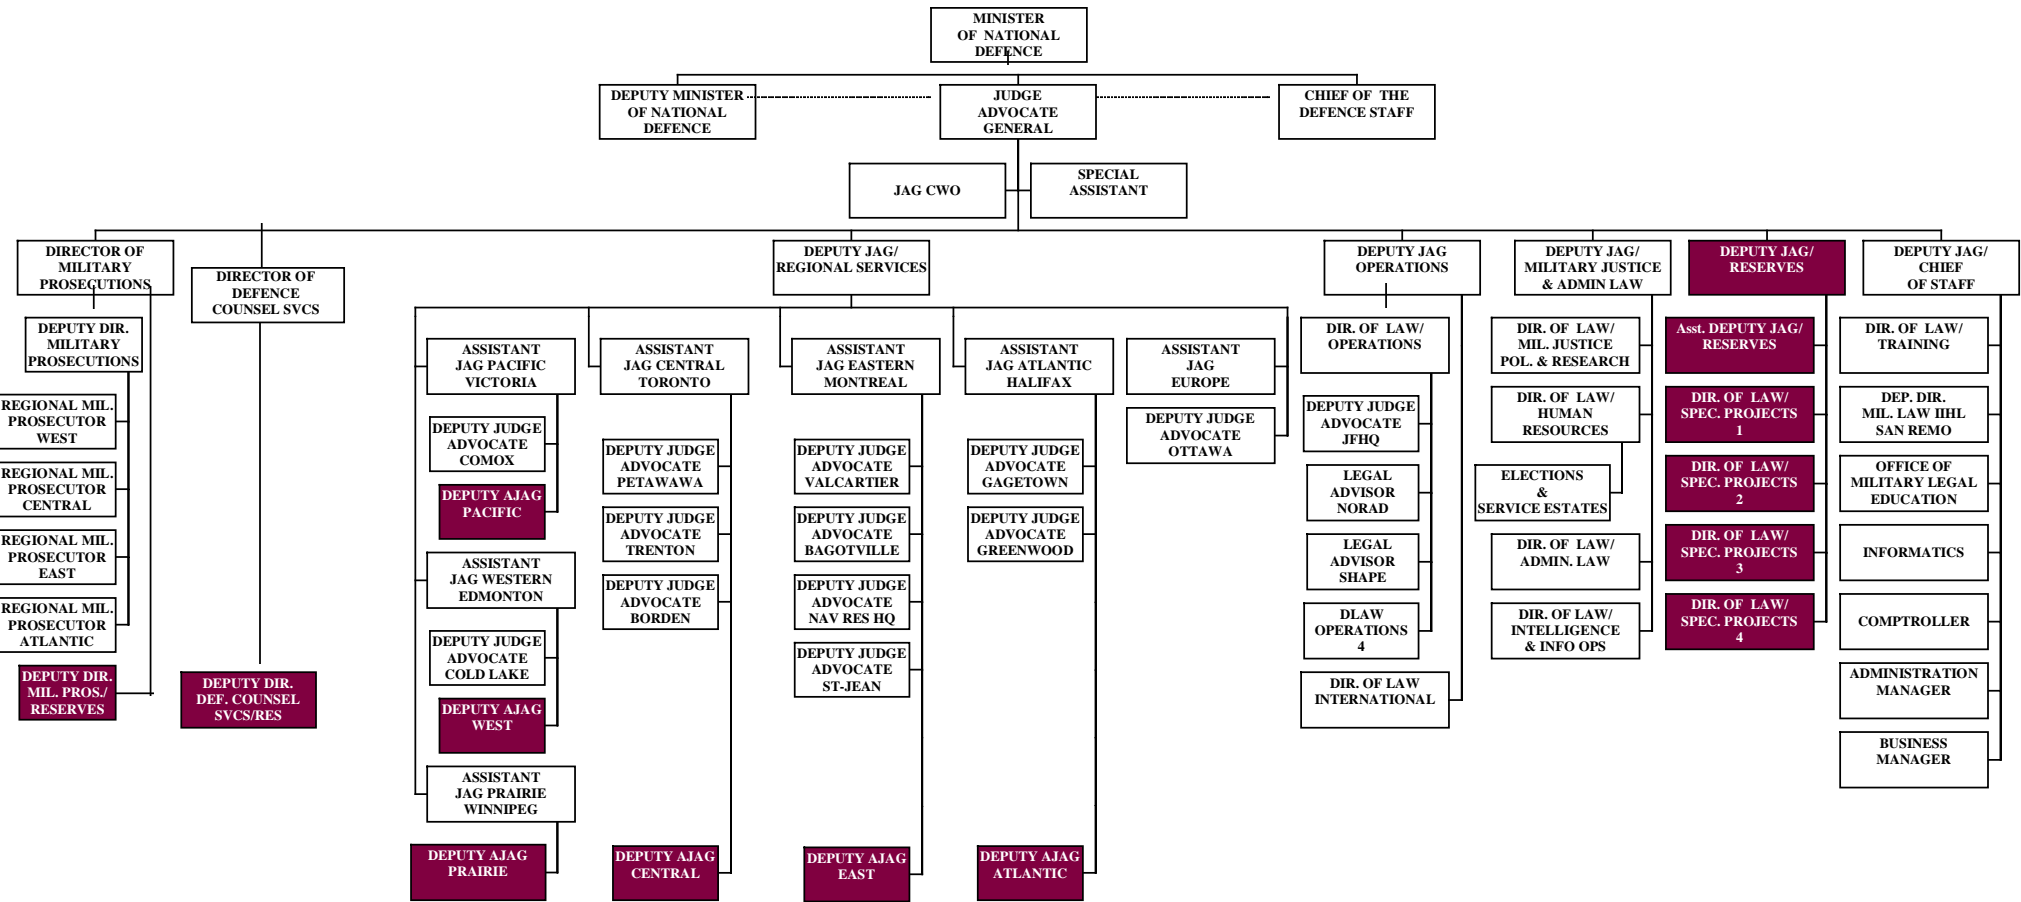 MINISTER
OF NATIONAL
DEFENCE
DEPUTY MINISTER
OF NATIONAL
DEFENCE
JUDGE
ADVOCATE
GENERAL
CHIEF OF THE
DEFENCE STAFF
JAG CWO
SPECIAL
ASSISTANT
DIRECTOR OF
MILITARY
PROSECUTIONS
DIRECTOR OF
DEFENCE
COUNSEL SVCS
DEPUTY JAG/
REGIONAL SERVICES
DEPUTY JAG
OPERATIONS
DEPUTY JAG/
MILITARY JUSTICE
& ADMIN LAW
DEPUTY JAG/
RESERVES
DEPUTY JAG/
CHIEF
OF STAFF
DEPUTY DIR.
MILITARY
PROSECUTIONS
REGIONAL MIL.
PROSECUTOR
WEST
REGIONAL MIL.
PROSECUTOR
CENTRAL
REGIONAL MIL.
PROSECUTOR
EAST
REGIONAL MIL.
PROSECUTOR
ATLANTIC
DEPUTY DIR.
MIL. PROS./
RESERVES
DEPUTY DIR.
DEF. COUNSEL
SVCS/RES
ASSISTANT
JAG PACIFIC
VICTORIA
DEPUTY JUDGE
ADVOCATE
COMOX
DEPUTY AJAG
PACIFIC
ASSISTANT
JAG WESTERN
EDMONTON
DEPUTY JUDGE
ADVOCATE
COLD LAKE
DEPUTY AJAG
WEST
ASSISTANT
JAG PRAIRIE
WINNIPEG
DEPUTY AJAG
PRAIRIE
ASSISTANT
JAG CENTRAL
TORONTO
DEPUTY JUDGE
ADVOCATE
PETAWAWA
DEPUTY JUDGE
ADVOCATE
TRENTON
DEPUTY JUDGE
ADVOCATE
BORDEN
DEPUTY AJAG
CENTRAL
ASSISTANT
JAG EASTERN
MONTREAL
DEPUTY JUDGE
ADVOCATE
VALCARTIER
DEPUTY JUDGE
ADVOCATE
BAGOTVILLE
DEPUTY JUDGE
ADVOCATE
NAV RES HQ
DEPUTY JUDGE
ADVOCATE
ST-JEAN
DEPUTY AJAG
EAST
ASSISTANT
JAG ATLANTIC
HALIFAX
DEPUTY JUDGE
ADVOCATE
GAGETOWN
DEPUTY JUDGE
ADVOCATE
GREENWOOD
DEPUTY AJAG
ATLANTIC
ASSISTANT
JAG
EUROPE
DEPUTY JUDGE
ADVOCATE
OTTAWA
DIR. OF LAW/
OPERATIONS
DEPUTY JUDGE
ADVOCATE
JFHQ
LEGAL
ADVISOR
NORAD
LEGAL
ADVISOR
SHAPE
DLAW
OPERATIONS
4
DIR. OF LAW
INTERNATIONAL
DIR. OF LAW/
MIL. JUSTICE
POL. & RESEARCH
DIR. OF LAW/
HUMAN
RESOURCES
ELECTIONS
&
SERVICE ESTATES
DIR. OF LAW/
ADMIN. LAW
DIR. OF LAW/
INTELLIGENCE
& INFO OPS
Asst. DEPUTY JAG/
RESERVES
DIR. OF LAW/
SPEC. PROJECTS
1
DIR. OF LAW/
SPEC. PROJECTS
2
DIR. OF LAW/
SPEC. PROJECTS
3
DIR. OF LAW/
SPEC. PROJECTS
4
DIR. OF LAW/
TRAINING
DEP. DIR.
MIL. LAW IIHL
SAN REMO
OFFICE OF
MILITARY LEGAL
EDUCATION
INFORMATICS
COMPTROLLER
ADMINISTRATION
MANAGER
BUSINESS
MANAGER